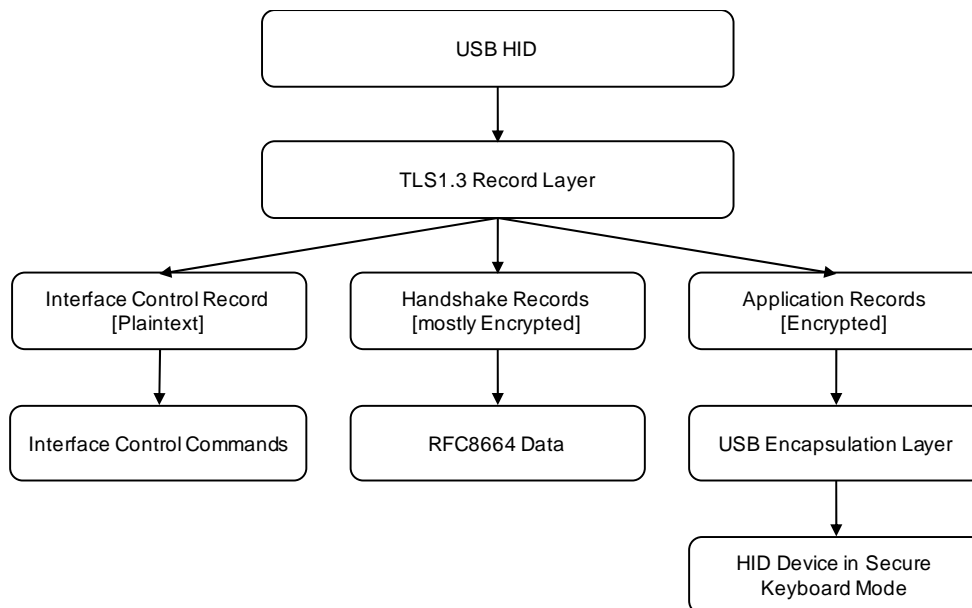 USB HID
TLS1.3 Record Layer
Interface Control Record
[Plaintext]
Handshake Records
[mostly Encrypted]
Application Records
[Encrypted]
Interface Control Commands
RFC8664 Data
USB Encapsulation Layer
HID Device in Secure
Keyboard Mode